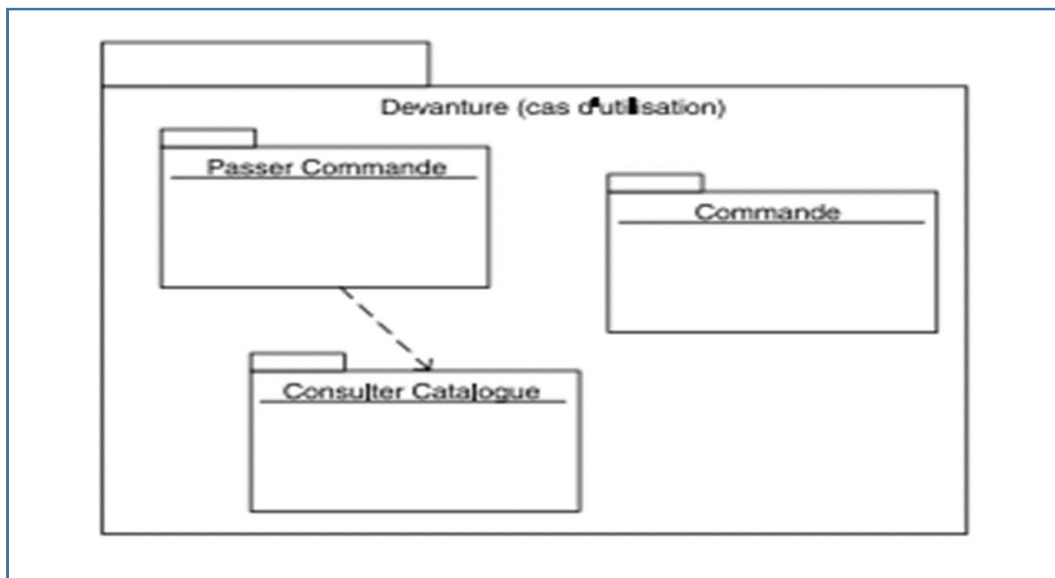 Devanture (cas d'utilisation)
Passer Commande
Commande
Consulter Catalogue